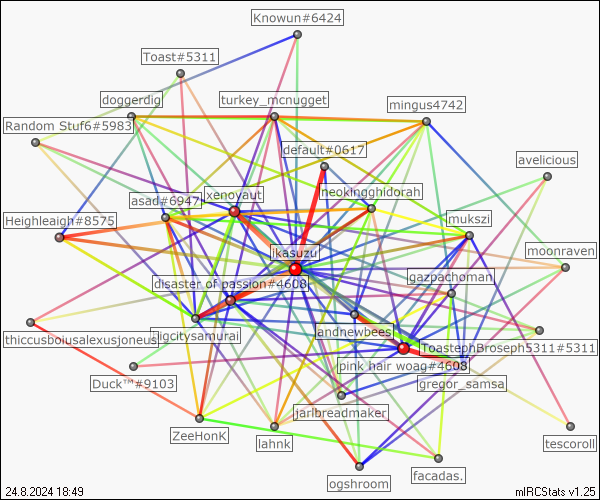 Knowun#6424
Toast#5311
doggerdig
turkey_mcnugget
mingus4742
Random Stuf6#5983
default#0617
avelicious
xenovaut
neokingghidorah
asad#6947
Heighleaigh#8575
mukszi
ikasuzu
moonraven
disaster of passion#4608
gazpachoman
thiccusboiusalexusjoneus
bigcitysamurai
andnewbees
ToastephBroseph5311#5311
pink hair woag#4608
Duck™#9103
gregor_samsa
jarlbreadmaker
ZeeHonK
lahnk
tescoroll
facadas.
ogshroom
24.8.2024 18:49
mIRCStats v1.25